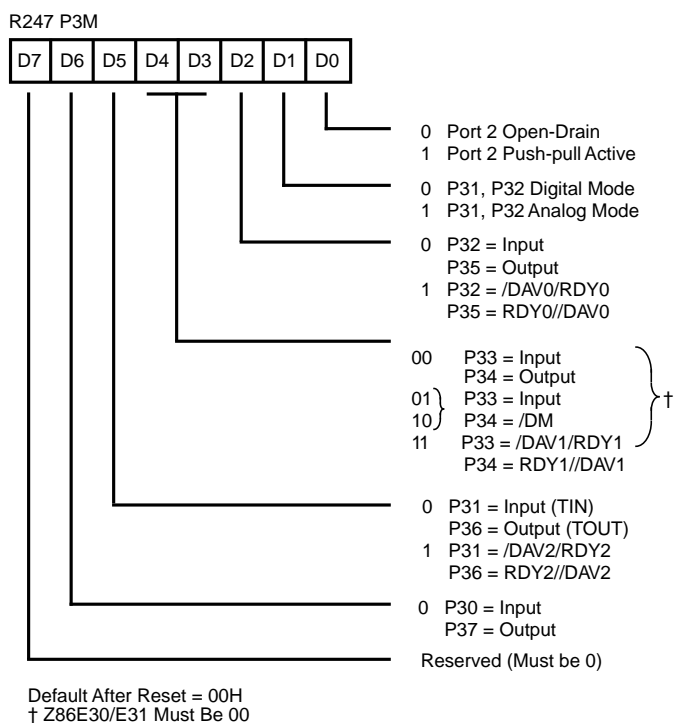 R247 P3M
D7 D6 D5 D4 D3 D2 D1 D0
0 Port 2 Open-Drain
1 Port 2 Push-pull Active
0 P31, P32 Digital Mode
1 P31, P32 Analog Mode
0 P32 = Input
P35 = Output
1 P32 = /DAV0/RDY0
P35 = RDY0//DAV0
00 P33 = Input
P34 = Output
01 P33 = Input
†
10 P34 = /DM
11 P33 = /DAV1/RDY1
P34 = RDY1//DAV1
0 P31 = Input (TIN)
P36 = Output (TOUT)
1 P31 = /DAV2/RDY2
P36 = RDY2//DAV2
0 P30 = Input
P37 = Output
Reserved (Must be 0)
Default After Reset = 00H
† Z86E30/E31 Must Be 00